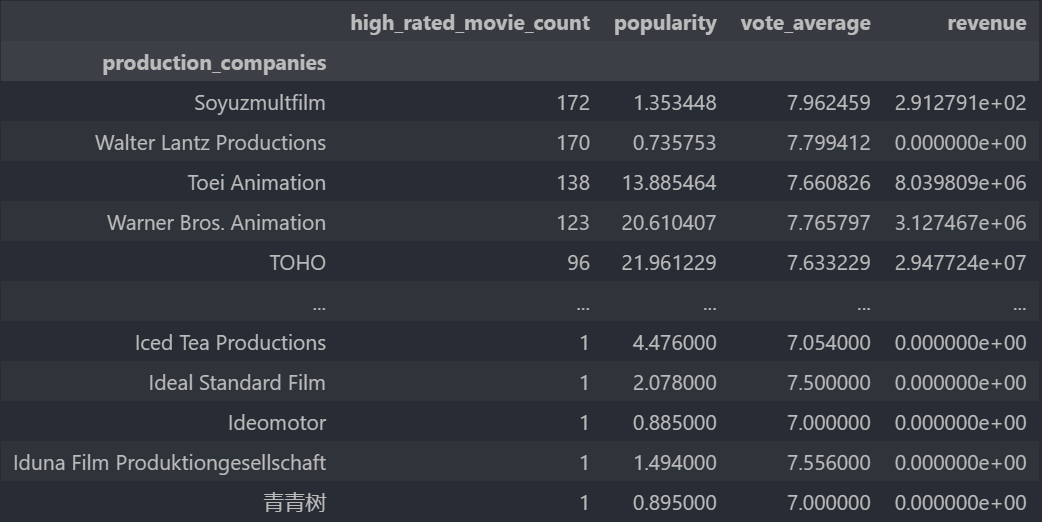 high_rated_movie_count popularity vote_average revenue
production_companies
Soyuzmultfilm 172 1.353448 7.962459 2.912791e+02
Walter Lantz Productions 170 0.735753 7.799412 0.000000e+00
Toei Animation 138 13.885464 7.660826 8.039809e+06
Warner Bros. Animation 123 20.610407 7.765797 3.127467e+06
TOHO 96 21.961229 7.633229 2.947724e+07
... ... ... ... ...
Iced Tea Productions 1 4.476000 7.054000 0.000000e+00
Ideal Standard Film 1 2.078000 7.500000 0.000000e+00
Ideomotor 1 0.885000 7.000000 0.000000e+00
Iduna Film Produktiongesellschaft 1 1.494000 7.556000 0.000000e+00
青青树 1 0.895000 7.000000 0.000000e+00